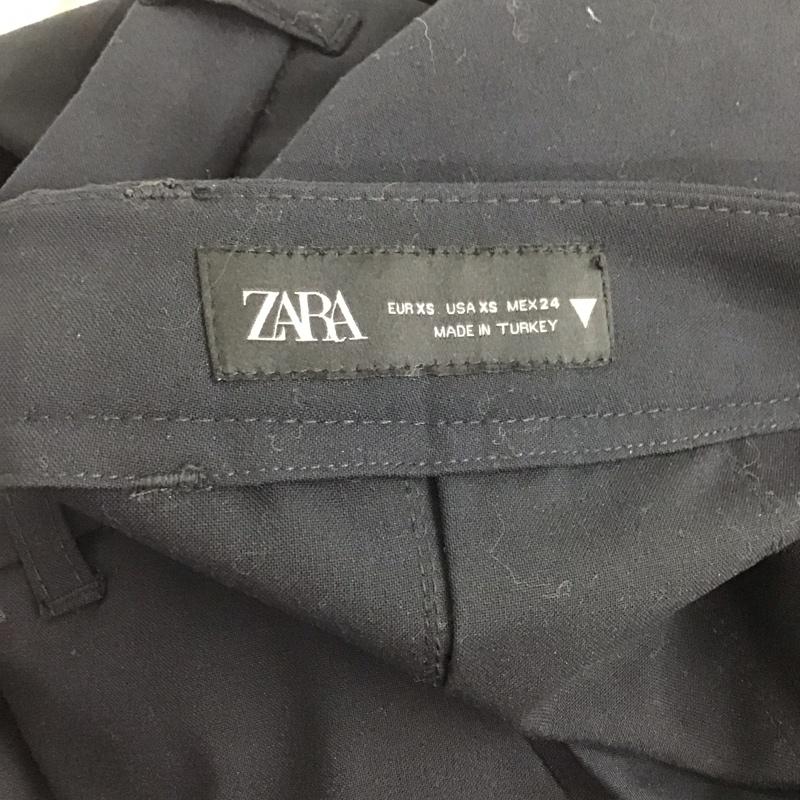 ZARA
EUR XS USA XS MEX 24
MADE IN TURKEY